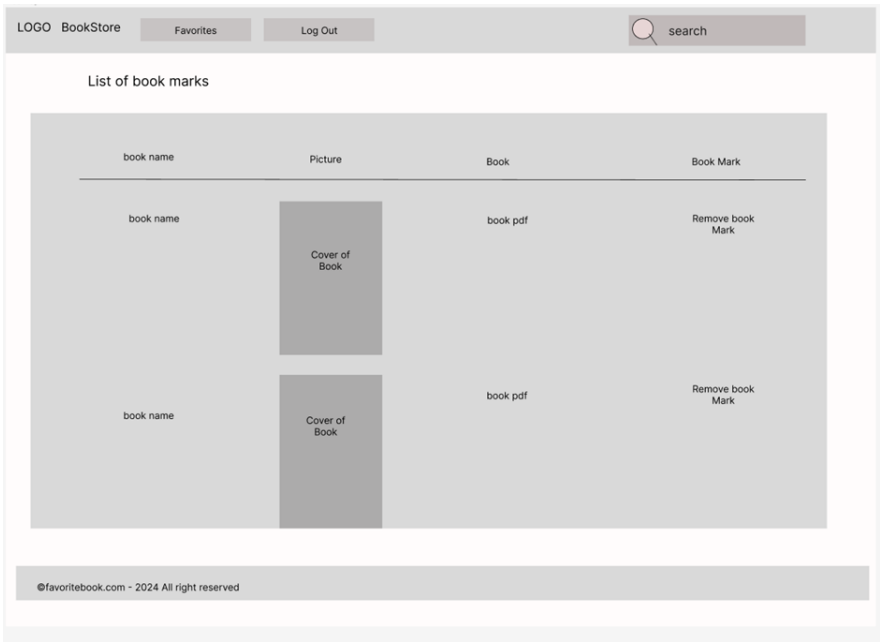 LOGO BookStore Favorites Log Out search
List of book marks
book name Picture Book Book Mark
book name Cover of
Book book pdf Remove book
Mark
book name Cover of
Book book pdf Remove book
Mark
©favoritebook.com - 2024 All right reserved